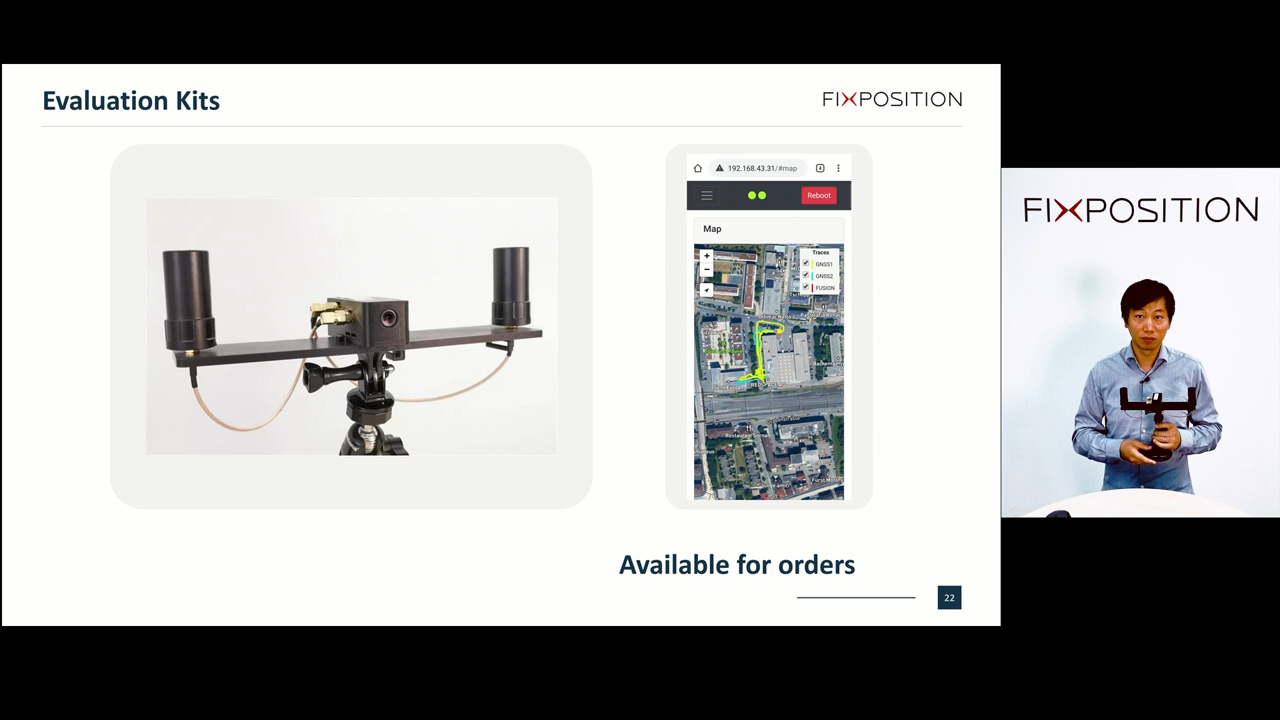 Evaluation Kits
FIXPOSITION
192.168.43.31/#map
Reboot
Map
+
−
Traces
GNSS1
GNSS2
FUSION
Restaurant
Available for orders
22
FIXPOSITION